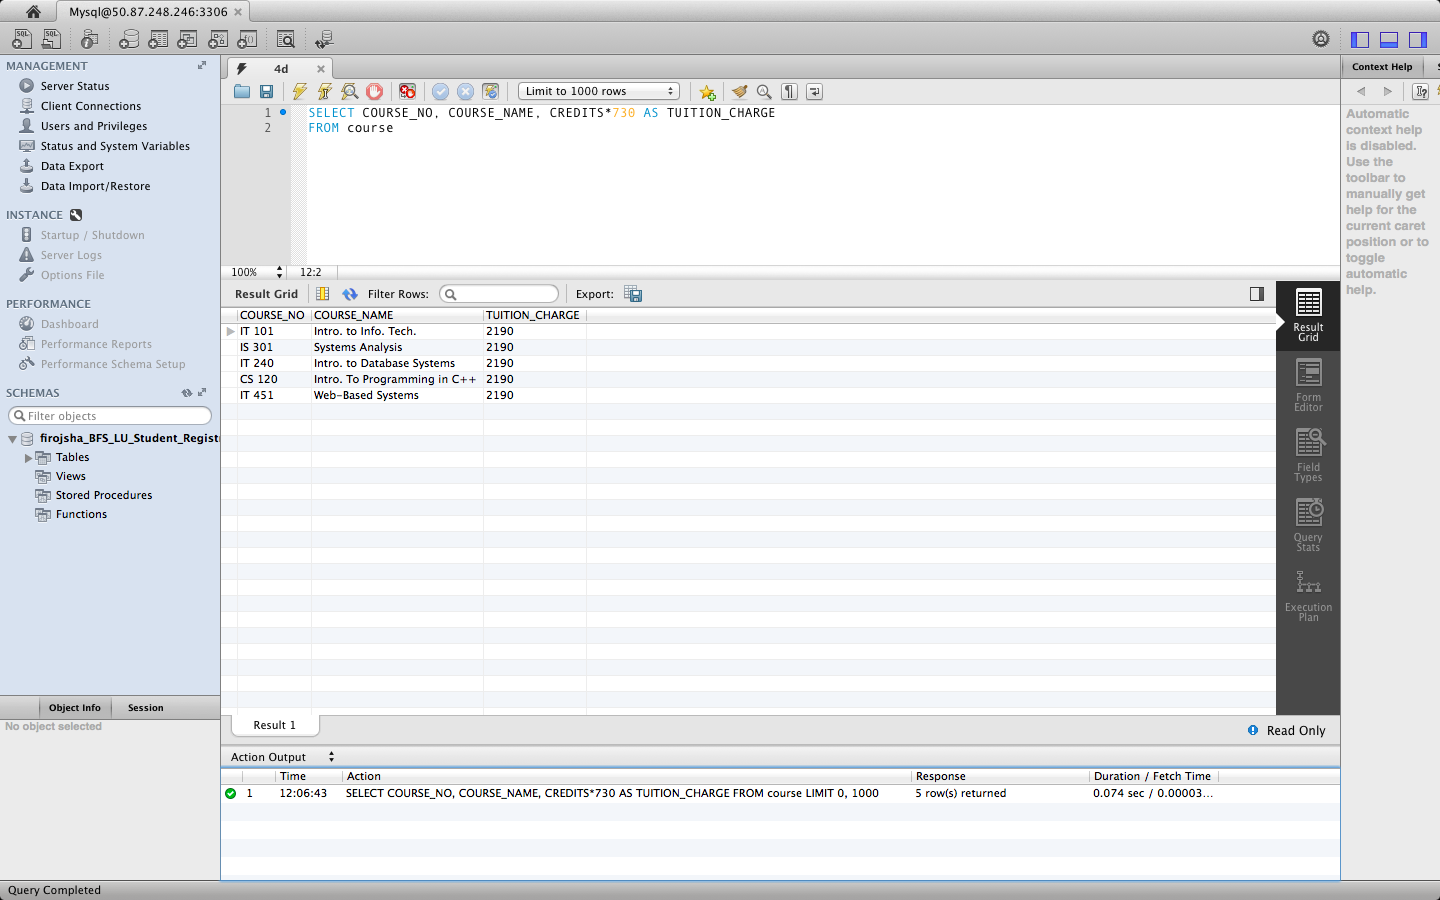 Mysql@50.87.248.246:3306
MANAGEMENT
Server Status
Client Connections
Users and Privileges
Status and System Variables
Data Export
Data Import/Restore
INSTANCE
Startup / Shutdown
Server Logs
Options File
PERFORMANCE
Dashboard
Performance Reports
Performance Schema Setup
SCHEMAS
Filter objects
firojsha_BFS_LU_Student_Regist
Tables
Views
Stored Procedures
Functions
Object Info Session
No object selected
4d
Limit to 1000 rows
1 SELECT COURSE_NO, COURSE_NAME, CREDITS*730 AS TUITION_CHARGE
2 FROM course
100% 12:2
Result Grid Filter Rows: Export:
COURSE_NO COURSE_NAME TUITION_CHARGE
IT 101 Intro. to Info. Tech. 2190
IS 301 Systems Analysis 2190
IT 240 Intro. to Database Systems 2190
CS 120 Intro. To Programming in C++ 2190
IT 451 Web-Based Systems 2190
Result
Grid
Form
Editor
Field
Types
Query
Stats
Execution
Plan
Result 1
Read Only
Action Output
Time Action Response Duration / Fetch Time
1 12:06:43 SELECT COURSE_NO, COURSE_NAME, CREDITS*730 AS TUITION_CHARGE FROM course LIMIT 0, 1000 5 row(s) returned 0.074 sec / 0.00003...
Context Help
Automatic
context help
is disabled.
Use the
toolbar to
manually get
help for the
current caret
position or to
toggle
automatic
help.
Query Completed